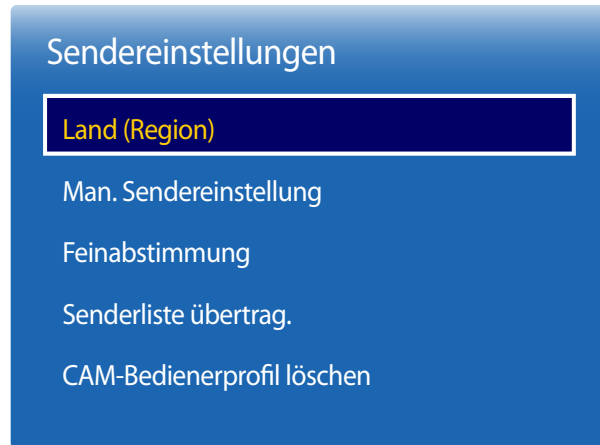 Sendereinstellungen
Land (Region)
Man. Sendereinstellung
Feinabstimmung
Senderliste übertrag.
CAM-Bedienerprofil löschen